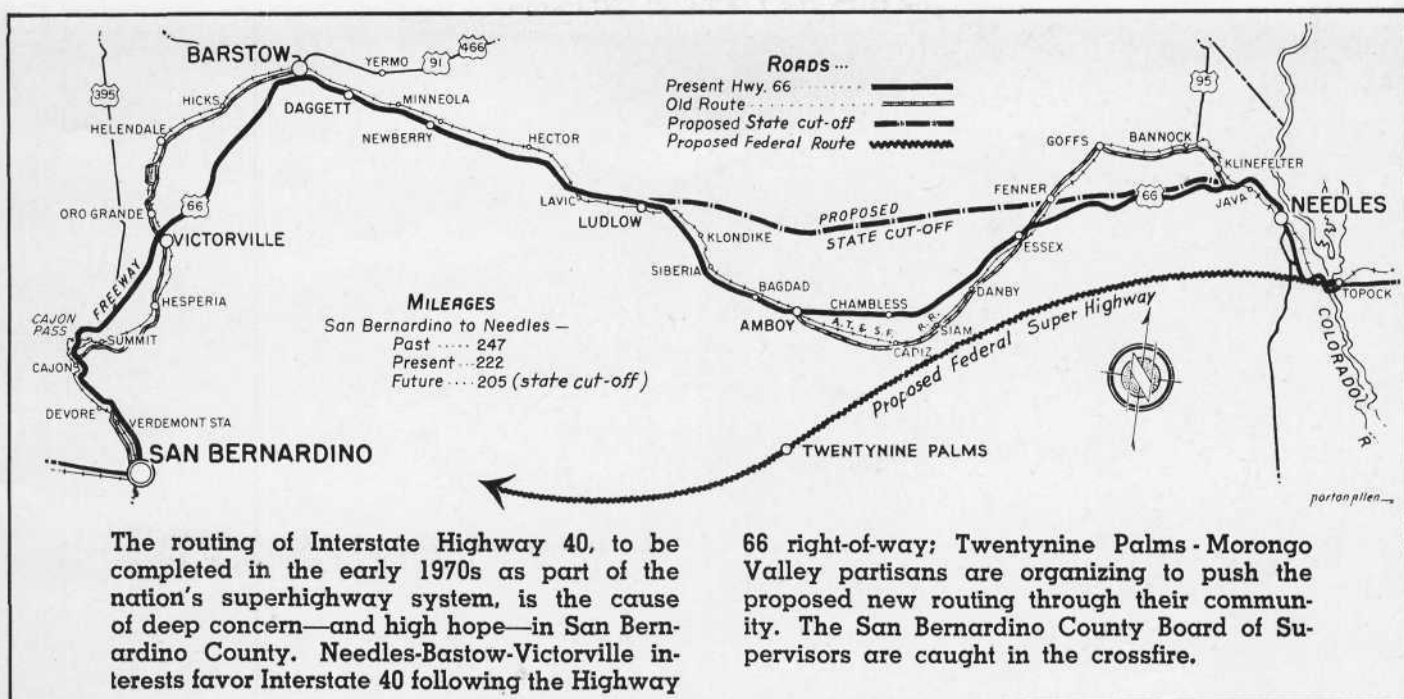 BARSTOW
YERMO
91
466
395
HICKS
DAGGETT
MINNEOLA
HELENDALE
NEWBERRY
HECTOR
ROADS ...
Present Hwy. 66
Old Route
Proposed State cut-off
Proposed Federal Route
95
GOFFS
BANNOCK
KLINEFELTER
FENNER
66
ORO GRANDE
VICTORVILLE
LAVIC
LUDLOW
PROPOSED
STATE CUT-OFF
66
JAVA
NEEDLES
KLONDIKE
ESSEX
SIBERIA
FREEWAY
HESPERIA
BAGDAD
CHAMBLESS
DANBY
TOPOCK
CAJON
PASS
SUMMIT
AMBOY
A.T. & S.F. R.R.
SIAM
CADIZ
COLORADO R
MILEAGES
San Bernardino to Needles —
Past ..... 247
Present ..... 222
Future .... 205 (state cut-off)
Proposed Federal Super Highway
CAJON
DEVORE
VERDEMONT STA.
SAN BERNARDINO
TWENTYNINE PALMS
norton allen
The routing of Interstate Highway 40, to be
completed in the early 1970s as part of the
nation's superhighway system, is the cause
of deep concern—and high hope—in San Bern-
ardino County. Needles-Bastow-Victorville in-
terests favor Interstate 40 following the Highway
66 right-of-way; Twentynine Palms - Morongo
Valley partisans are organizing to push the
proposed new routing through their commun-
ity. The San Bernardino County Board of Su-
pervisors are caught in the crossfire.